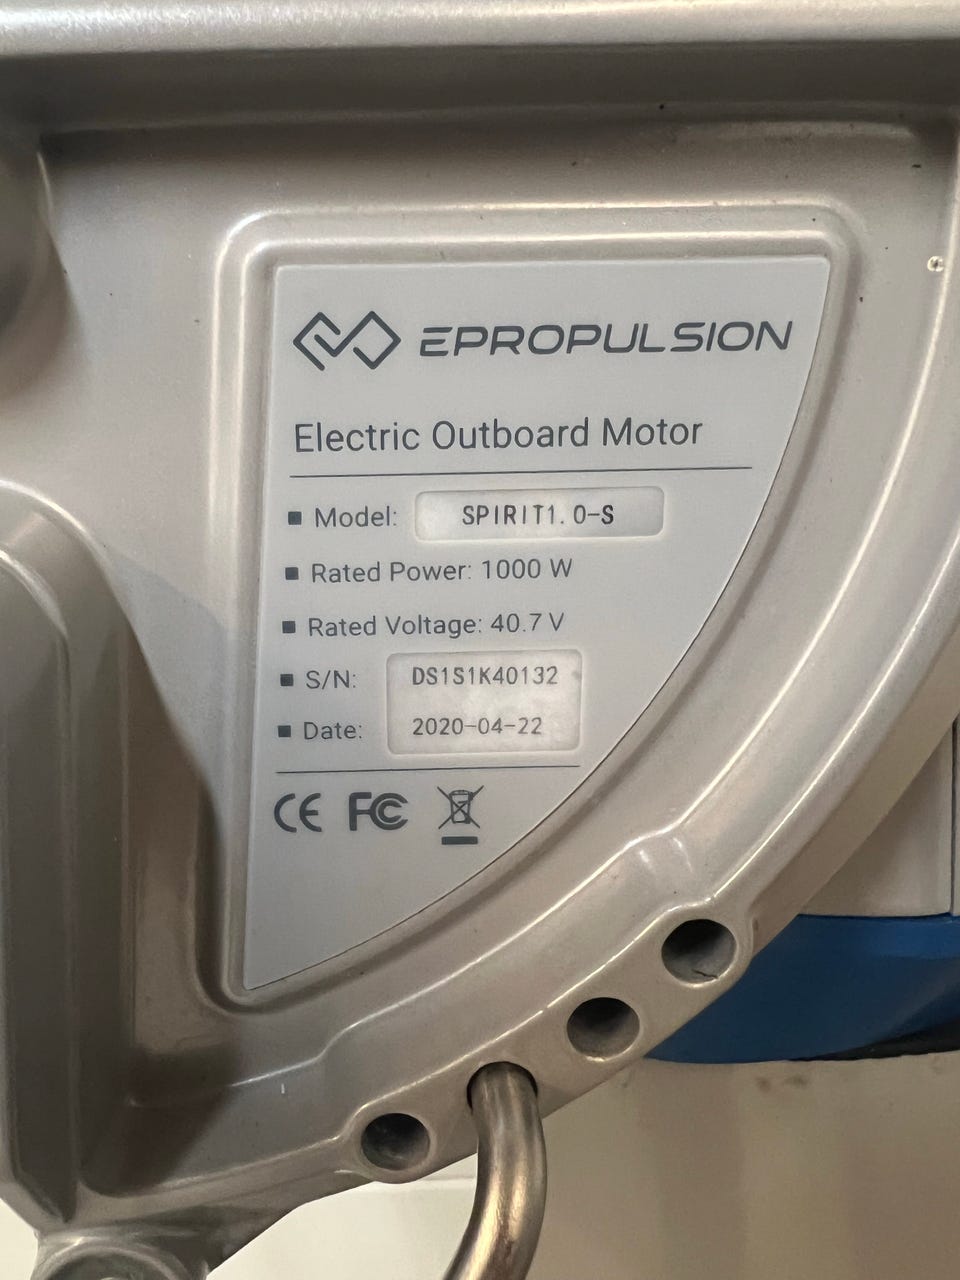 EPROPULSION
Electric Outboard Motor
▪ Model: SPIRIT1.0-S
▪ Rated Power: 1000 W
▪ Rated Voltage: 40.7 V
▪ S/N: DS1S1K40132
▪ Date: 2020-04-22
CE FC